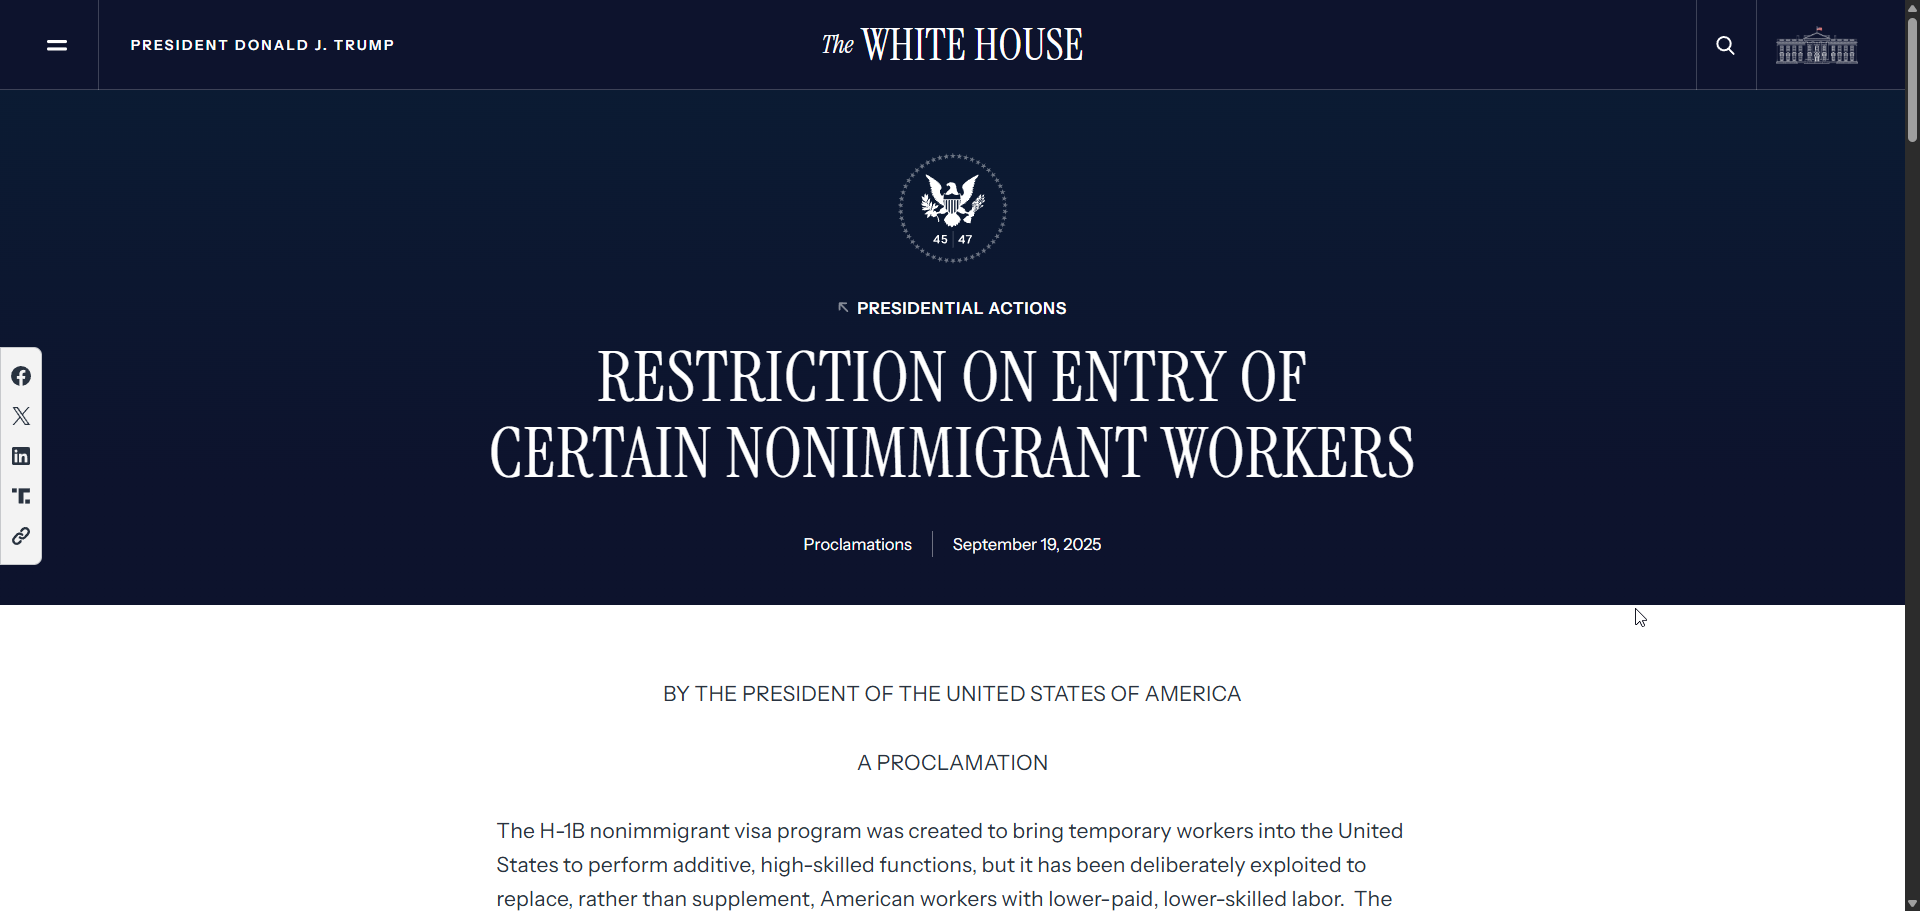 PRESIDENT DONALD J. TRUMP
The WHITE HOUSE
45 47
PRESIDENTIAL ACTIONS
RESTRICTION ON ENTRY OF
CERTAIN NONIMMIGRANT WORKERS
Proclamations
September 19, 2025
BY THE PRESIDENT OF THE UNITED STATES OF AMERICA
A PROCLAMATION
The H-1B nonimmigrant visa program was created to bring temporary workers into the United
States to perform additive, high-skilled functions, but it has been deliberately exploited to
replace, rather than supplement, American workers with lower-paid, lower-skilled labor.  The